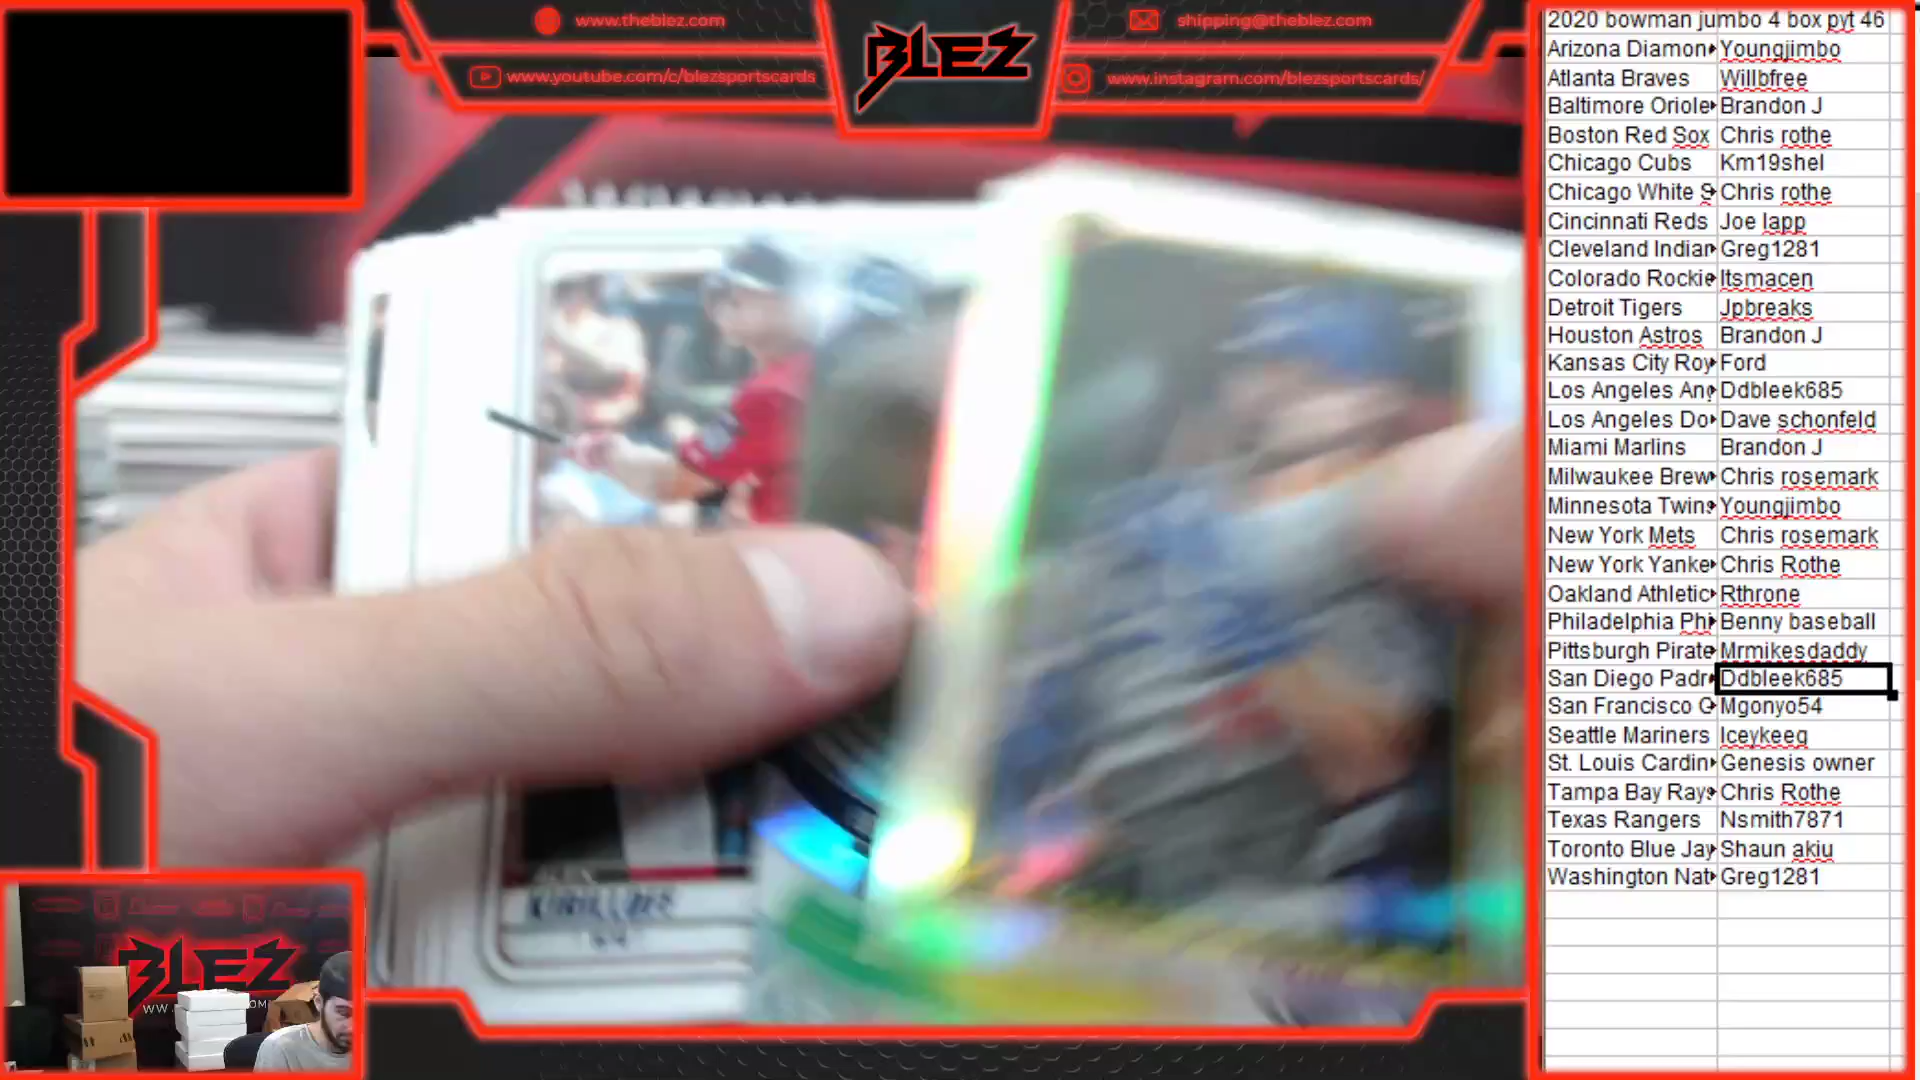 www.theblez.com
www.youtube.com/c/blezsportscards
BLEZ
shipping@theblez.com
www.instagram.com/blezsportscards/
2020 bowman jumbo 4 box pyt 46
Arizona Diamon Youngjimbo
Atlanta Braves Willbfree
Baltimore Oriole Brandon J
Boston Red Sox Chris rothe
Chicago Cubs Km19shel
Chicago White S Chris rothe
Cincinnati Reds Joe lapp
Cleveland Indian Greg1281
Colorado Rockie Itsmacen
Detroit Tigers Jpbreaks
Houston Astros Brandon J
Kansas City Roy Ford
Los Angeles Ang Ddbleek685
Los Angeles Do Dave schonfeld
Miami Marlins Brandon J
Milwaukee Brew Chris rosemark
Minnesota Twins Youngjimbo
New York Mets Chris rosemark
New York Yanke Chris Rothe
Oakland Athletic Rthrone
Philadelphia Phi Benny baseball
Pittsburgh Pirate Mrmikesdaddy
San Diego Padr Ddbleek685
San Francisco G Mgonyo54
Seattle Mariners Iceykeeg
St. Louis Cardin Genesis owner
Tampa Bay Rays Chris Rothe
Texas Rangers Nsmith7871
Toronto Blue Jay Shaun akiu
Washington Nat Greg1281
KIRILLOFF
BLEZ